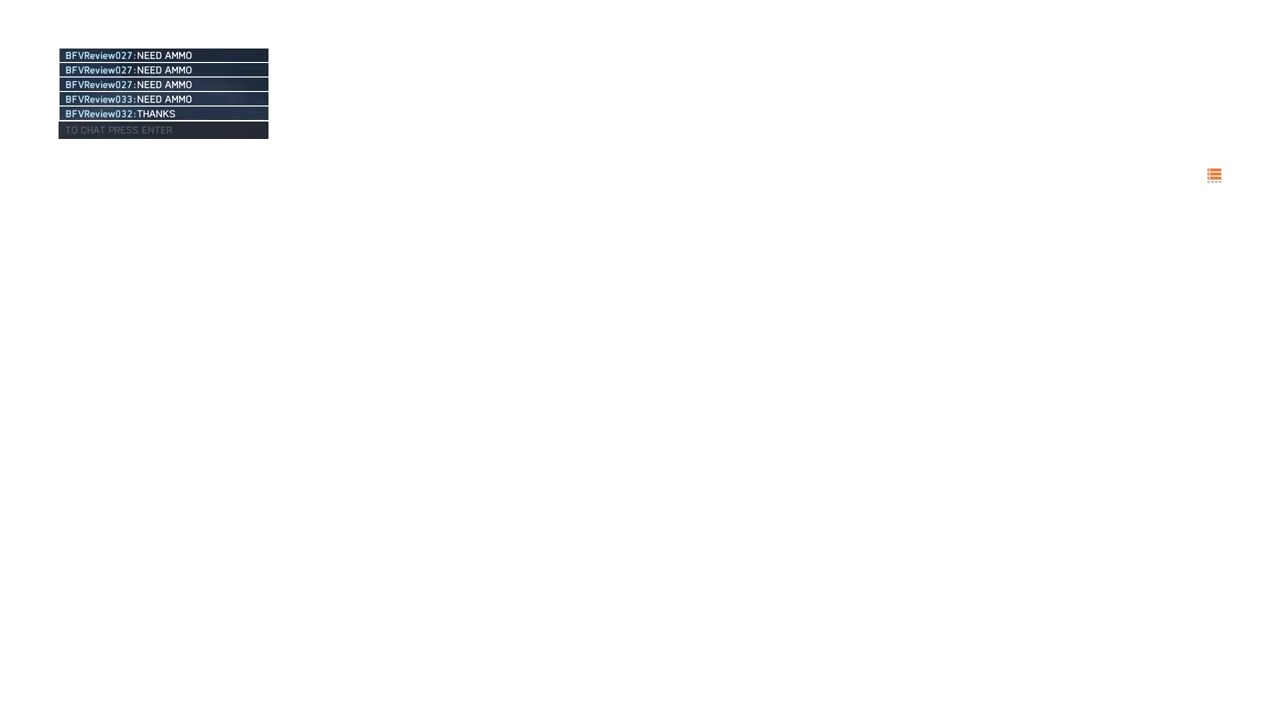 BFVReview027:NEED AMMO
BFVReview027:NEED AMMO
BFVReview027:NEED AMMO
BFVReview033:NEED AMMO
BFVReview032:THANKS
TO CHAT PRESS ENTER